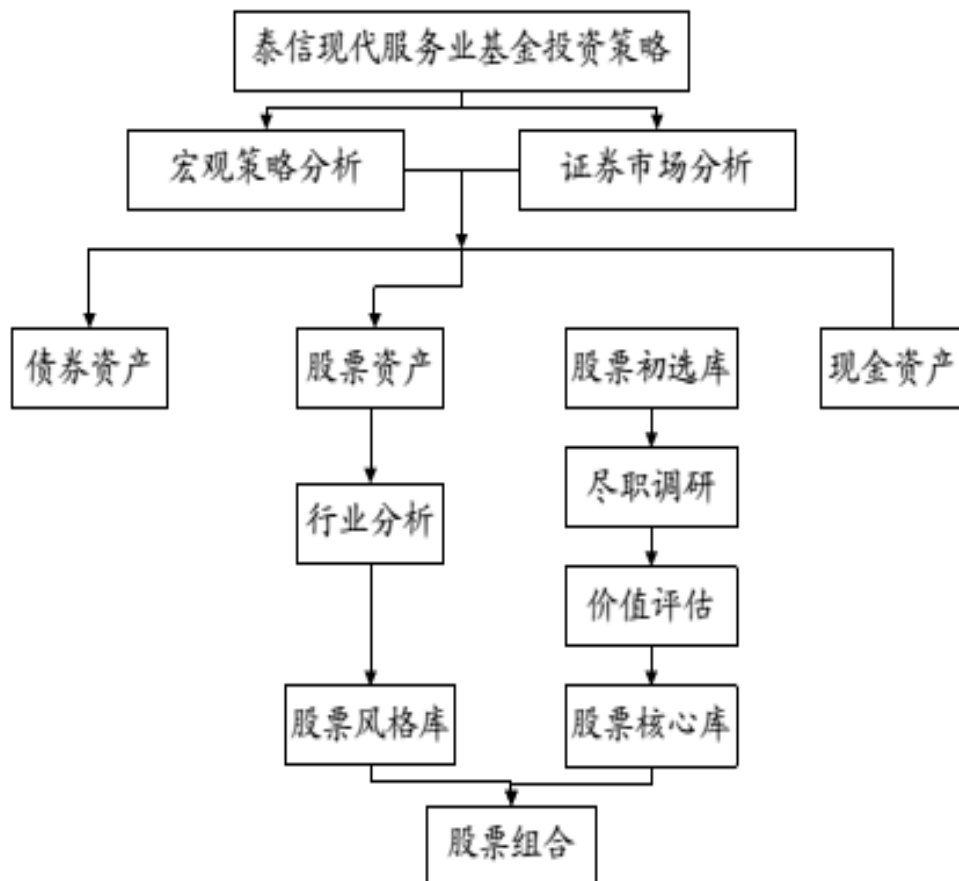 泰信现代服务业基金投资策略
宏观策略分析
证券市场分析
债券资产
股票资产
股票初选库
现金资产
尽职调研
行业分析
价值评估
股票风格库
股票核心库
股票组合